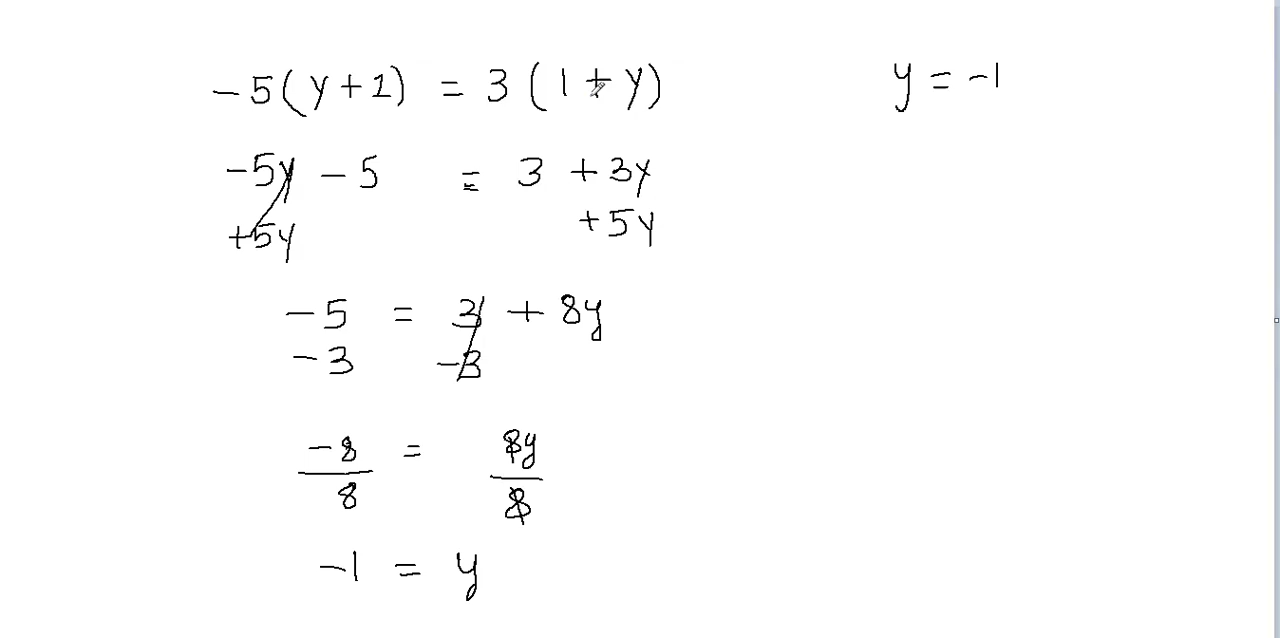 -5(y+1) = 3(1+y)
y = -1
-5y - 5 = 3 + 3y
+5y +5y
-5 = 3 + 8y
-3 -3
-8 = 8y
8 8
-1 = y